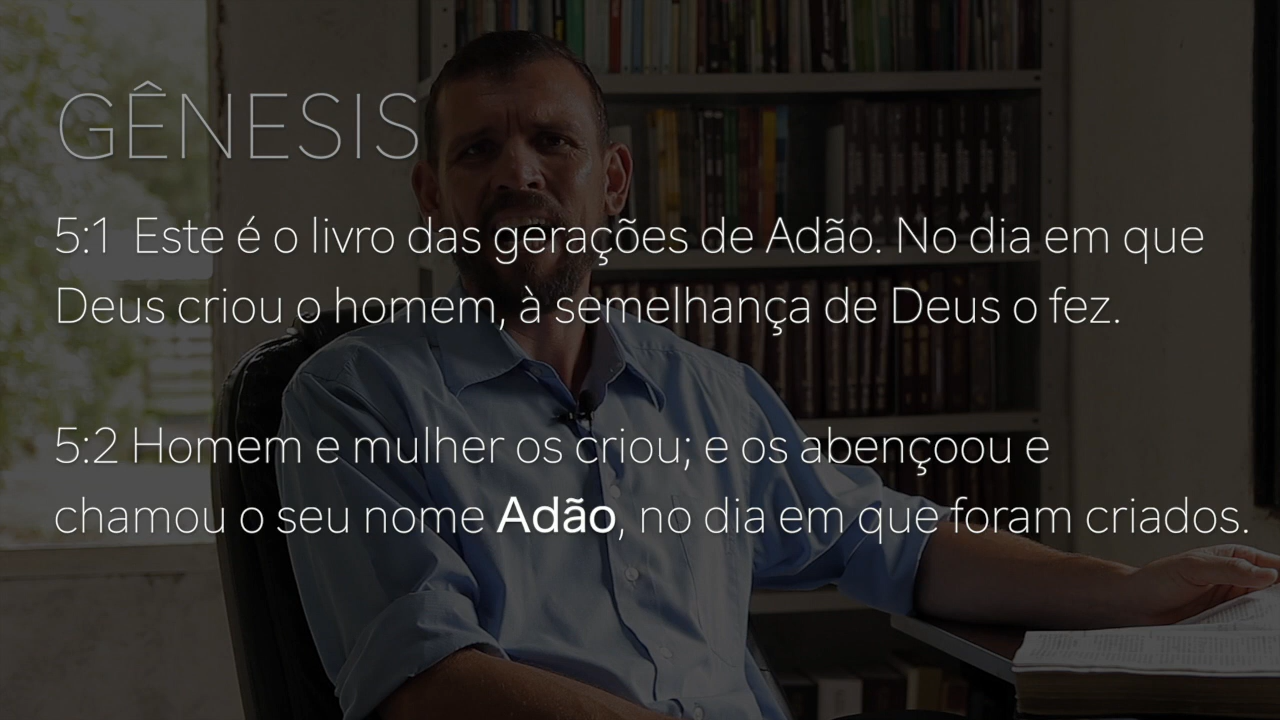 GÊNESIS
5:1 Este é o livro das gerações de Adão. No dia em que
Deus criou o homem, à semelhança de Deus o fez.
5:2 Homem e mulher os criou; e os abençoou e
chamou o seu nome Adão, no dia em que foram criados.